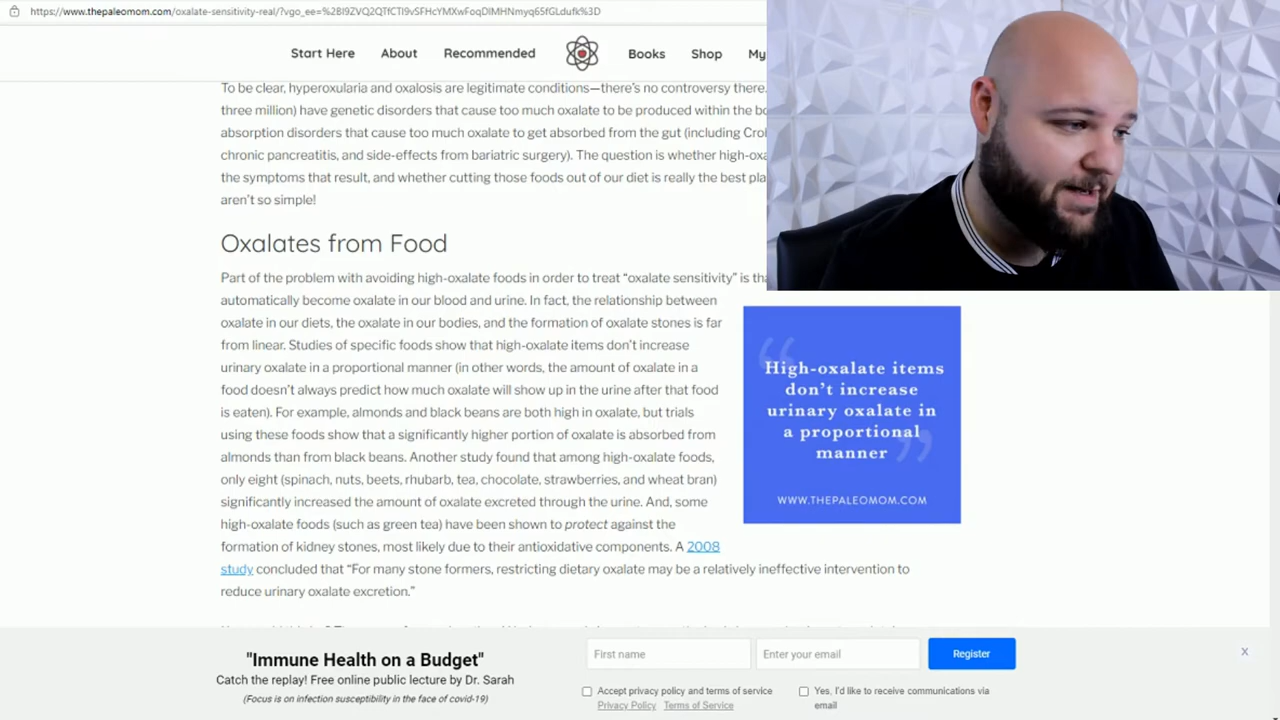 https://www.thepaleomom.com/oxalate-sensitivity-real/?vgo_ee=%2BI9ZVQ2QTfCTI9vSFHcYMXwFoqDIMHNmyq65fGLdufk%3D
Start Here
About
Recommended
Books
Shop
My
To be clear, hyperoxularia and oxalosis are legitimate conditions—there's no controversy there.
three million) have genetic disorders that cause too much oxalate to be produced within the
absorption disorders that cause too much oxalate to get absorbed from the gut (including
chronic pancreatitis, and side-effects from bariatric surgery). The question is whether
the symptoms that result, and whether cutting those foods out of our diet is really the best
aren't so simple!
Oxalates from Food
Part of the problem with avoiding high-oxalate foods in order to treat “oxalate sensitivity” is
automatically become oxalate in our blood and urine. In fact, the relationship between
oxalate in our diets, the oxalate in our bodies, and the formation of oxalate stones is far
from linear. Studies of specific foods show that high-oxalate items don't increase
urinary oxalate in a proportional manner (in other words, the amount of oxalate in a
food doesn't always predict how much oxalate will show up in the urine after that food
is eaten). For example, almonds and black beans are both high in oxalate, but trials
using these foods show that a significantly higher portion of oxalate is absorbed from
almonds than from black beans. Another study found that among high-oxalate foods,
only eight (spinach, nuts, beets, rhubarb, tea, chocolate, strawberries, and wheat bran)
significantly increased the amount of oxalate excreted through the urine. And, some
high-oxalate foods (such as green tea) have been shown to protect against the
formation of kidney stones, most likely due to their antioxidative components. A 2008
study concluded that “For many stone formers, restricting dietary oxalate may be a relatively ineffective intervention to
reduce urinary oxalate excretion.”
“High-oxalate items
don't increase
urinary oxalate in
a proportional
manner”
WWW.THEPALEOMOM.COM
"Immune Health on a Budget"
Catch the replay! Free online public lecture by Dr. Sarah
(Focus on infection susceptibility in the face of covid-19)
First name
Enter your email
Register
X
Accept privacy policy and terms of service
Privacy Policy Terms of Service
Yes, I'd like to receive communications via
email